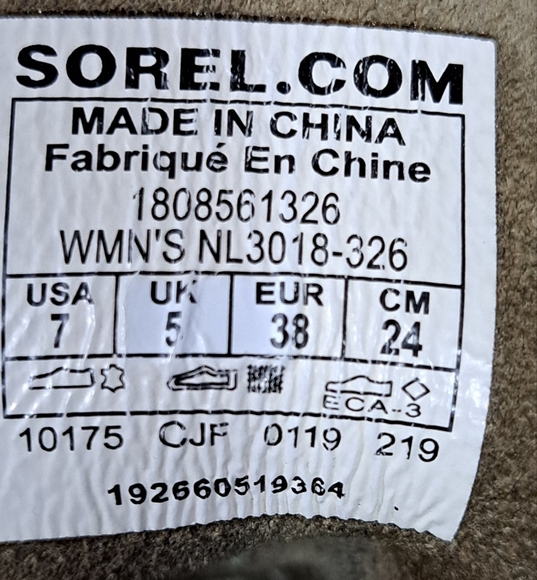 SOREL.COM
MADE IN CHINA
Fabriqué En Chine
1808561326
WMN'S NL3018-326
USA UK EUR CM
7 5 38 24
ECA-3
10175 CJF 0119 219
192660519364